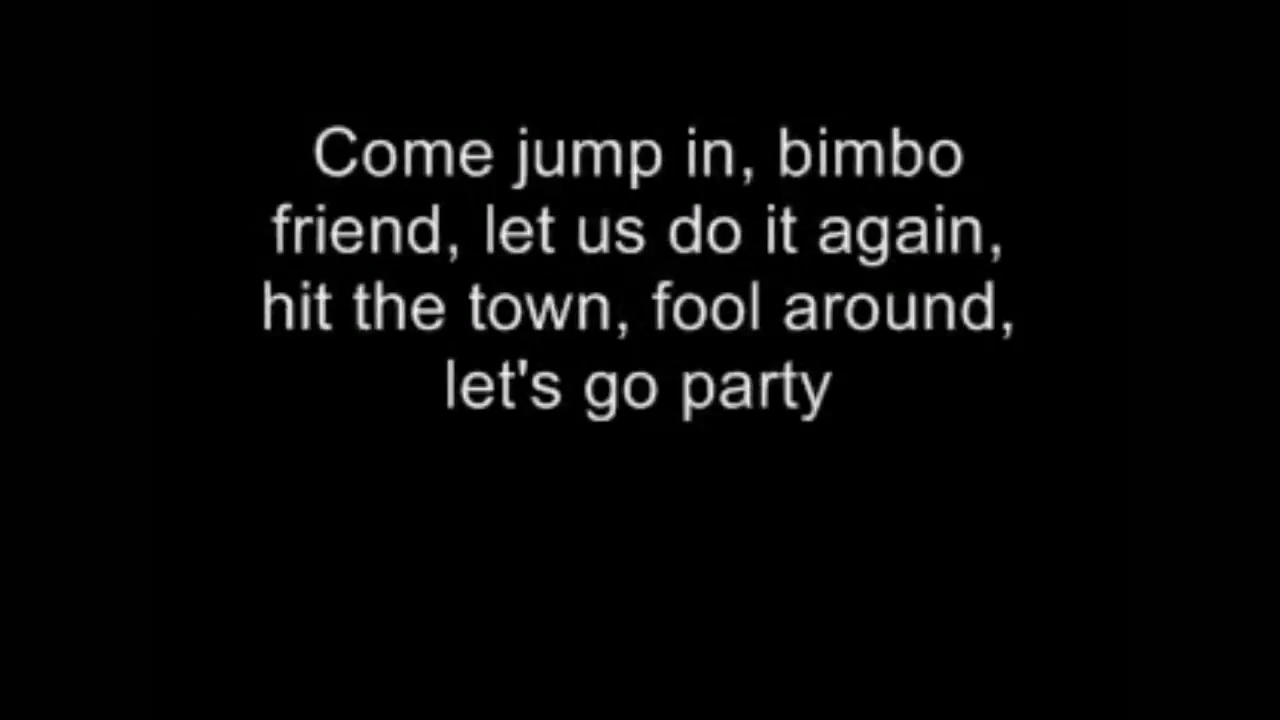 Come jump in, bimbo
friend, let us do it again,
hit the town, fool around,
let's go party